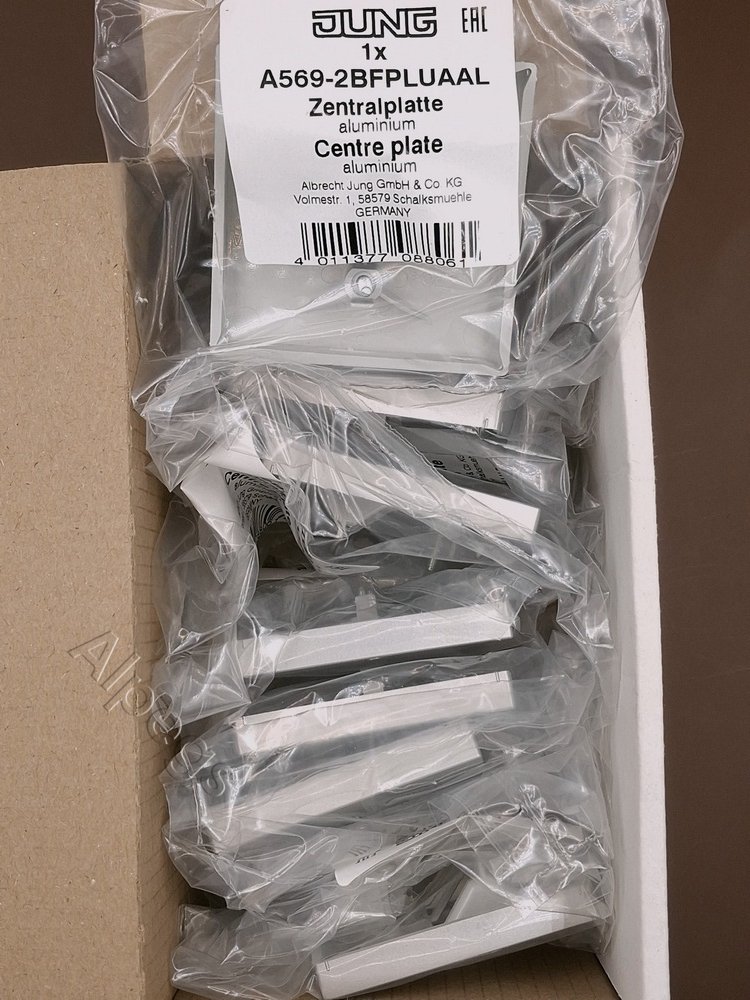 JUNG EAC
1x
A569-2BFPLUAAL
Zentralplatte
aluminium
Centre plate
aluminium
Albrecht Jung GmbH & Co. KG
Volmestr. 1, 58579 Schalksmuehle
GERMANY
4 011377 088061
Alpegs